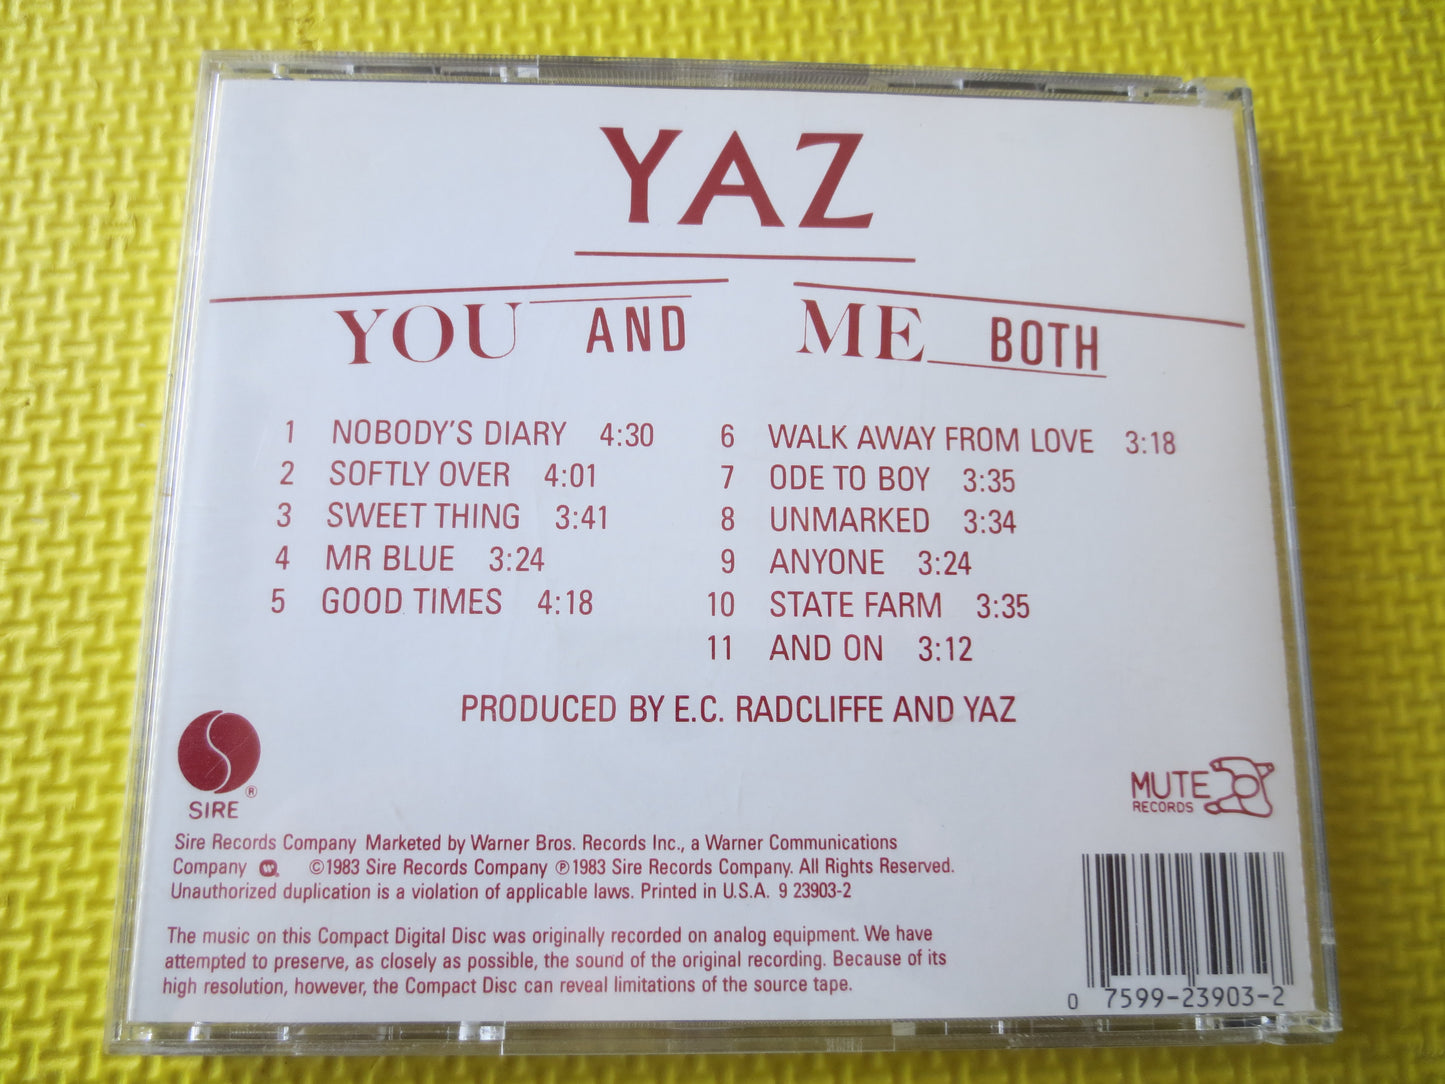 YAZ
YOU AND ME BOTH
1 NOBODY'S DIARY 4:30
2 SOFTLY OVER 4:01
3 SWEET THING 3:41
4 MR BLUE 3:24
5 GOOD TIMES 4:18
6 WALK AWAY FROM LOVE 3:18
7 ODE TO BOY 3:35
8 UNMARKED 3:34
9 ANYONE 3:24
10 STATE FARM 3:35
11 AND ON 3:12
PRODUCED BY E.C. RADCLIFFE AND YAZ
SIRE ®
MUTE
RECORDS
Sire Records Company Marketed by Warner Bros. Records Inc., a Warner Communications
Company ©1983 Sire Records Company ℗1983 Sire Records Company. All Rights Reserved.
Unauthorized duplication is a violation of applicable laws. Printed in U.S.A. 9 23903-2
The music on this Compact Digital Disc was originally recorded on analog equipment. We have
attempted to preserve, as closely as possible, the sound of the original recording. Because of its
high resolution, however, the Compact Disc can reveal limitations of the source tape.
0 7599-23903-2